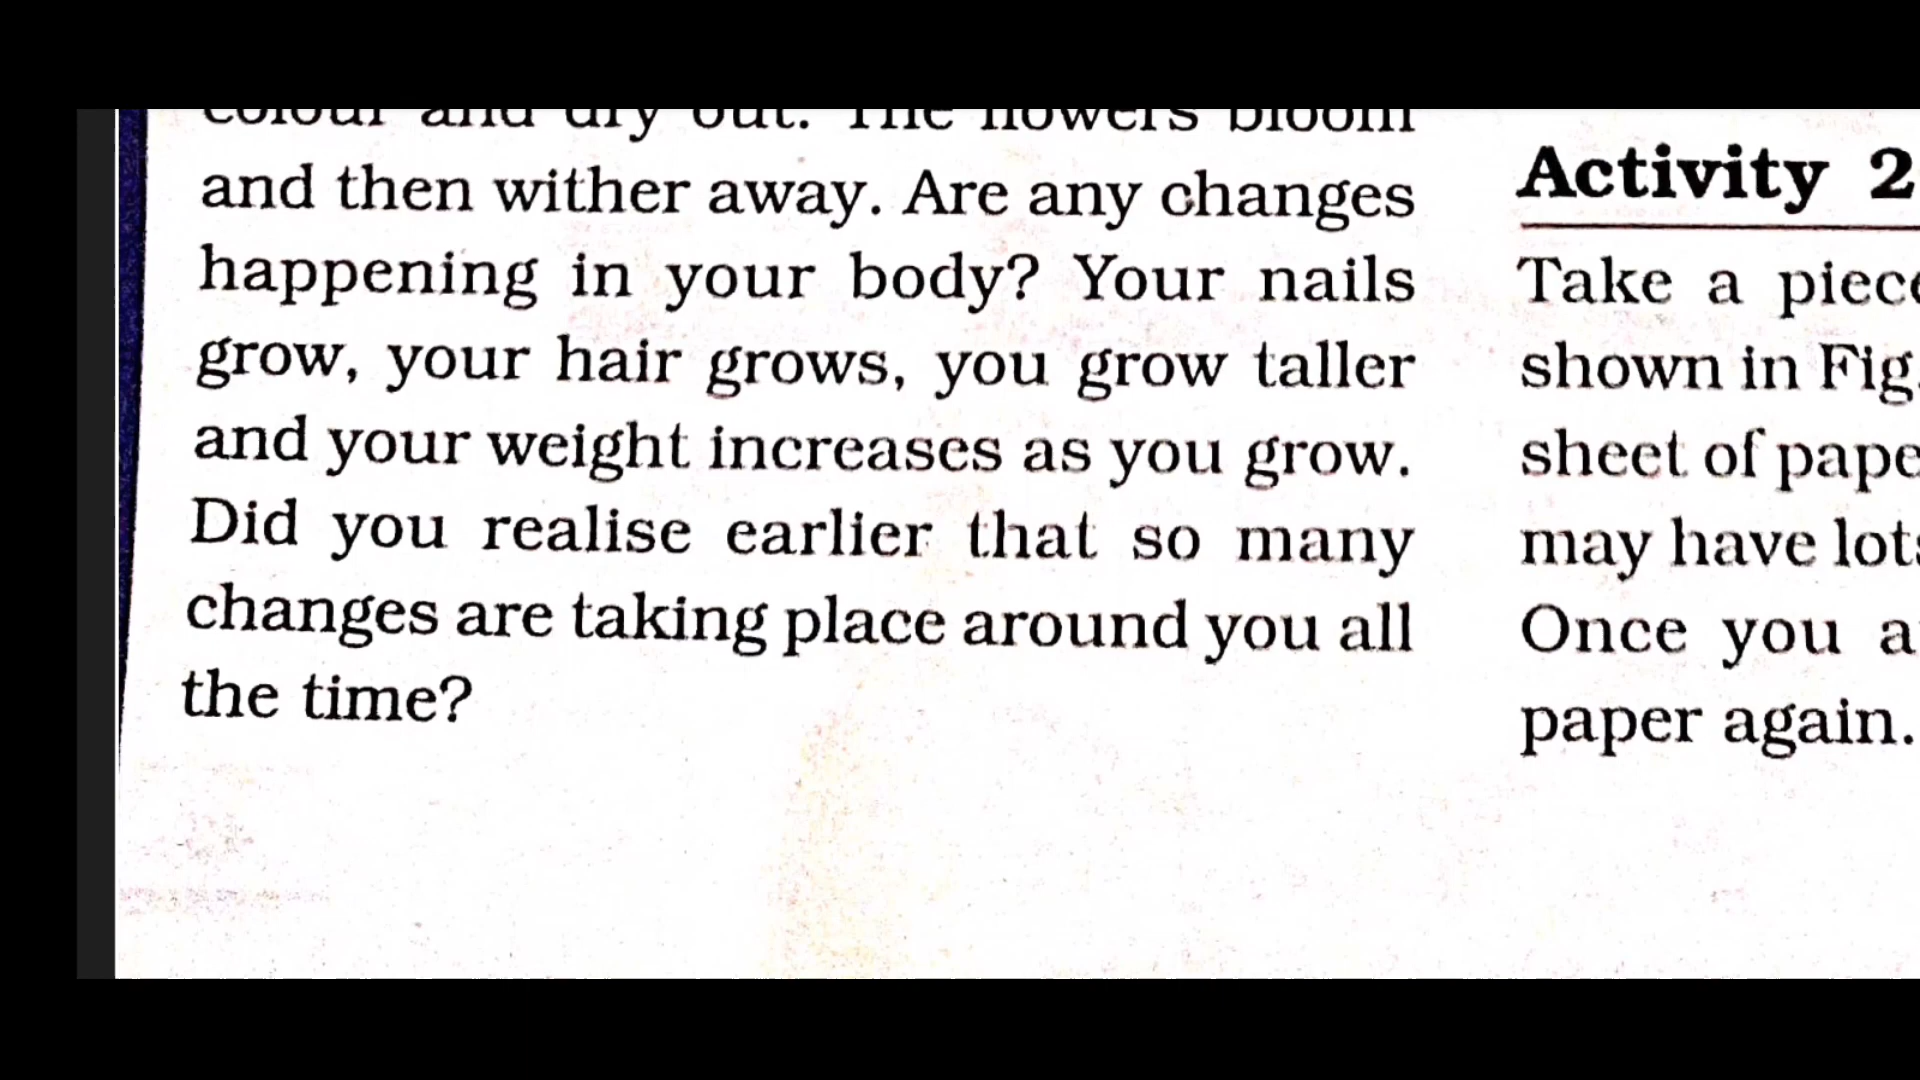 colour and dry out. The flowers bloom
and then wither away. Are any changes
happening in your body? Your nails
grow, your hair grows, you grow taller
and your weight increases as you grow.
Did you realise earlier that so many
changes are taking place around you all
the time?
Activity 2
Take a piece
shown in Fig.
sheet of pape
may have lots
Once you a
paper again.